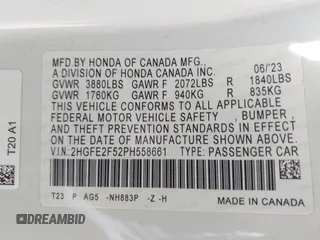 MFD.BY HONDA OF CANADA MFG.,
A DIVISION OF HONDA CANADA INC. 06/'23
GVWR 3880LBS GAWR F 2072LBS R 1840LBS
GVWR 1760KG GAWR F 940KG R 835KG
THIS VEHICLE CONFORMS TO ALL APPLICABLE
FEDERAL MOTOR VEHICLE SAFETY , BUMPER ,
AND THEFT PREVENTION STANDARDS IN EFFECT ON
THE DATE OF MANUFACTURE SHOWN ABOVE.
V.I.N: 2HGFE2F52PH558661 TYPE: PASSENGER CAR
T23 P AG5 -NH883P -Z -H
MADE IN CANADA
T20 A1
DREAMBID